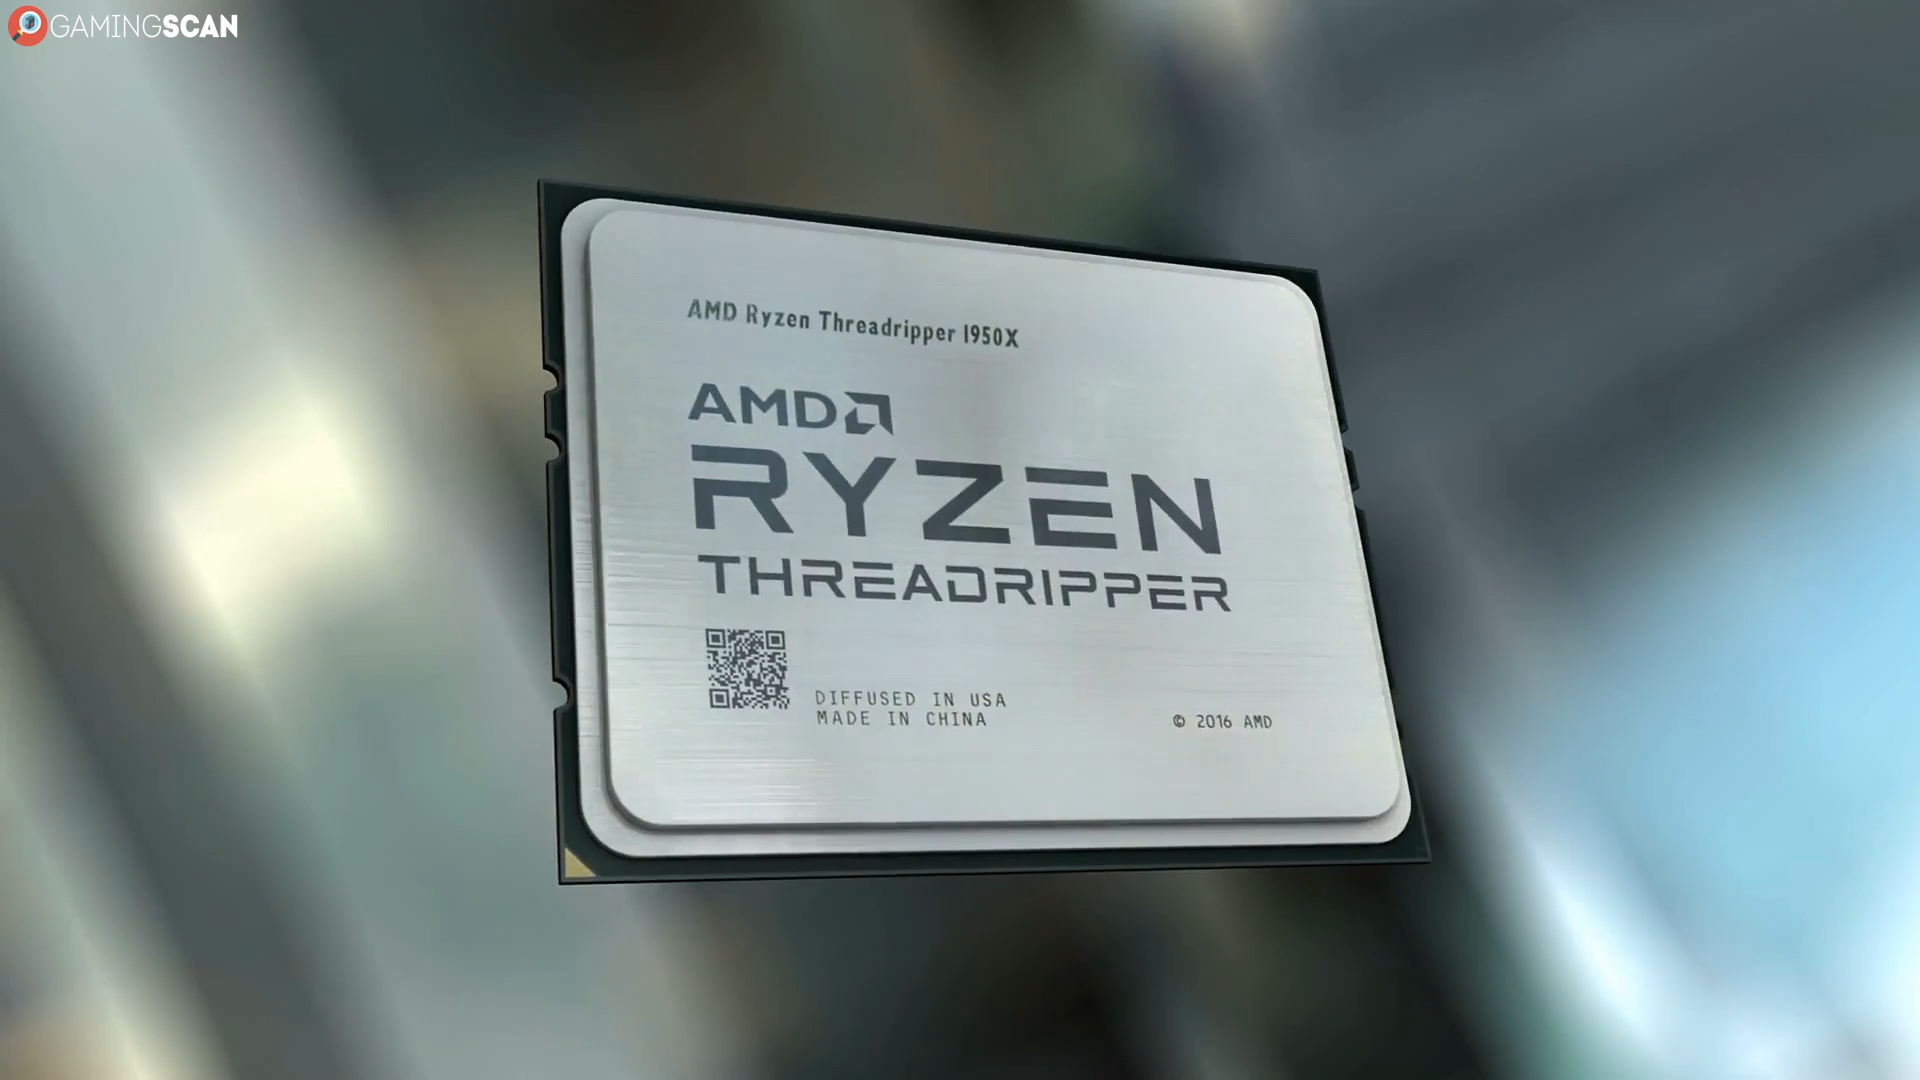 GAMINGSCAN
AMD Ryzen Threadripper 1950X
AMD
RYZEN
THREADRIPPER
DIFFUSED IN USA
MADE IN CHINA
© 2016 AMD